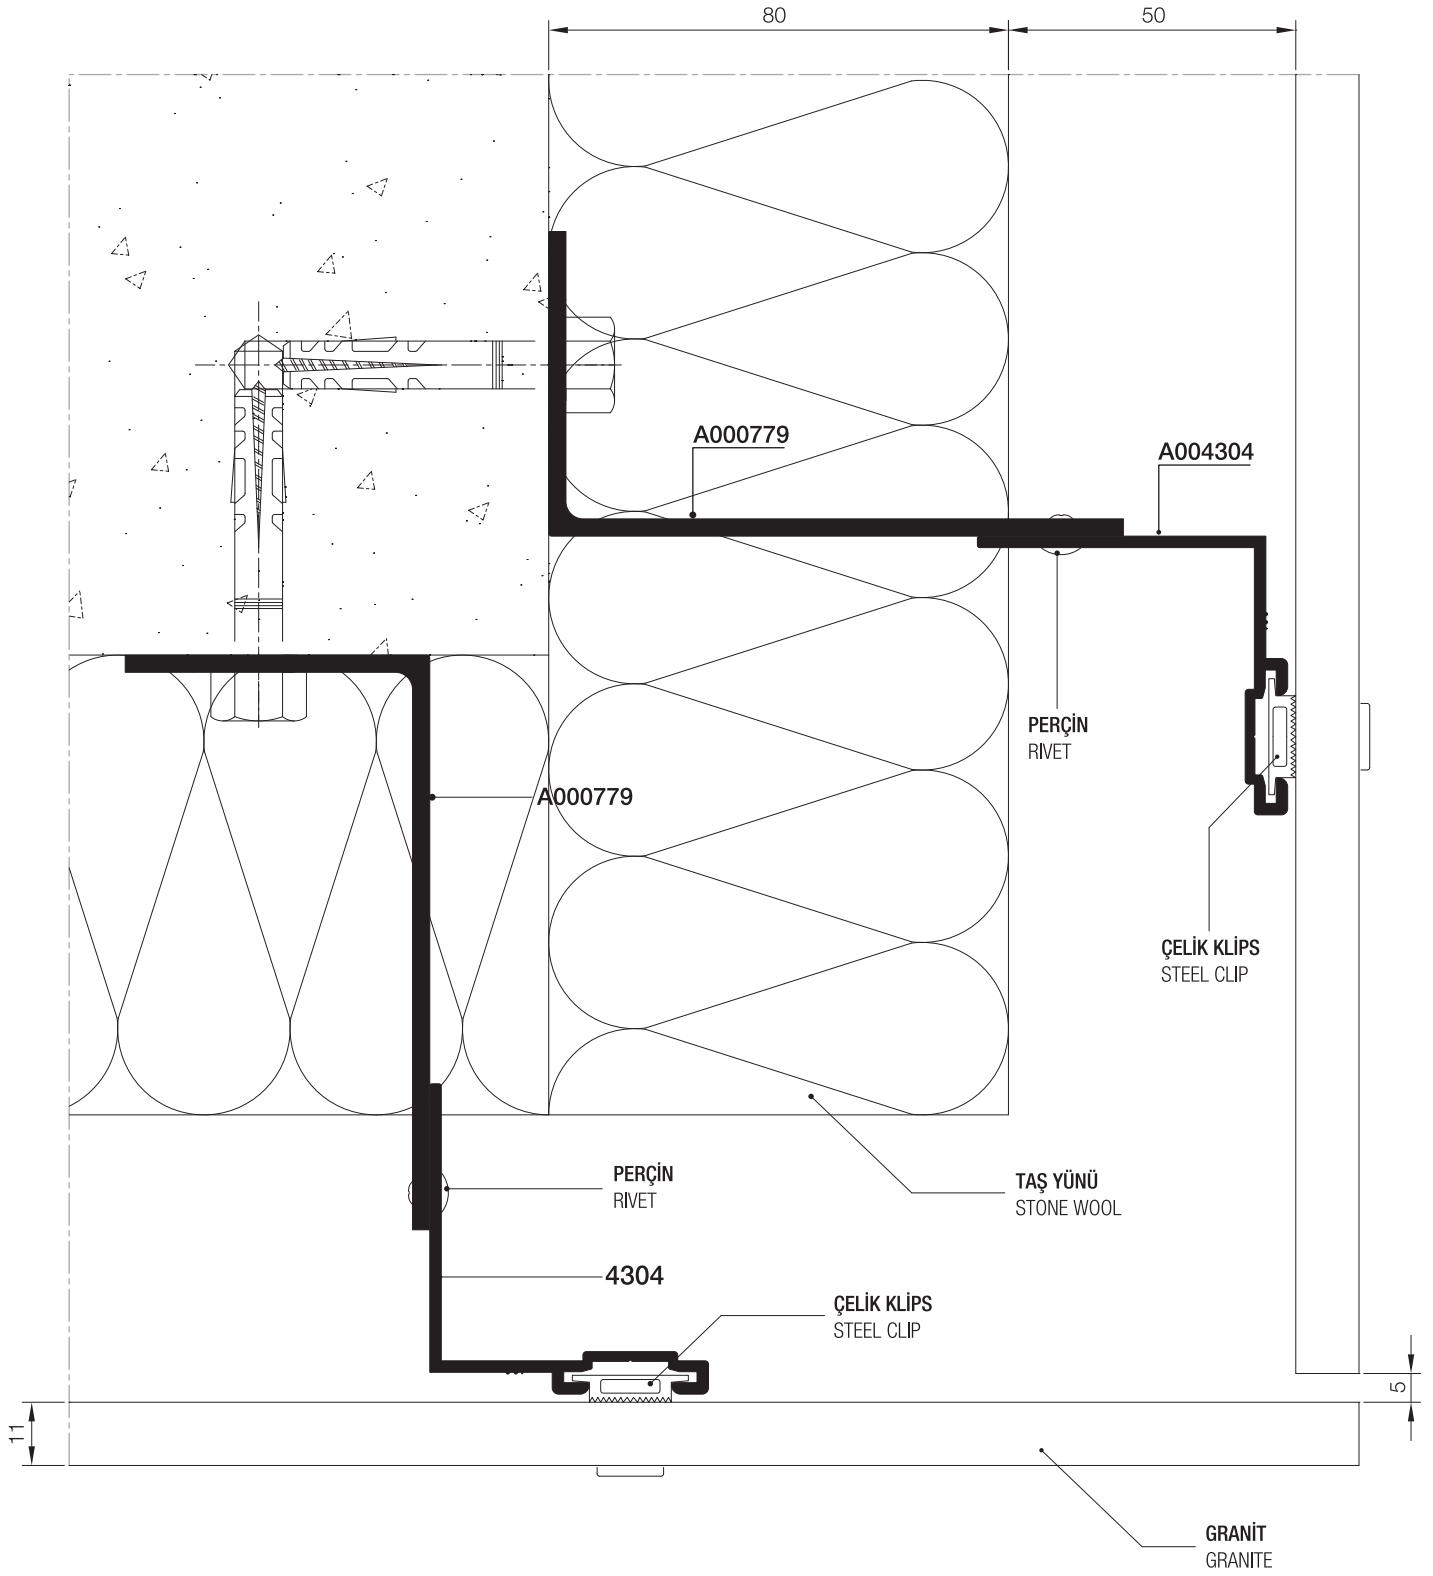 80
50
A000779
A004304
PERÇİN
RIVET
A000779
ÇELİK KLİPS
STEEL CLIP
PERÇİN
RIVET
TAŞ YÜNÜ
STONE WOOL
4304
ÇELİK KLİPS
STEEL CLIP
5
11
GRANİT
GRANITE